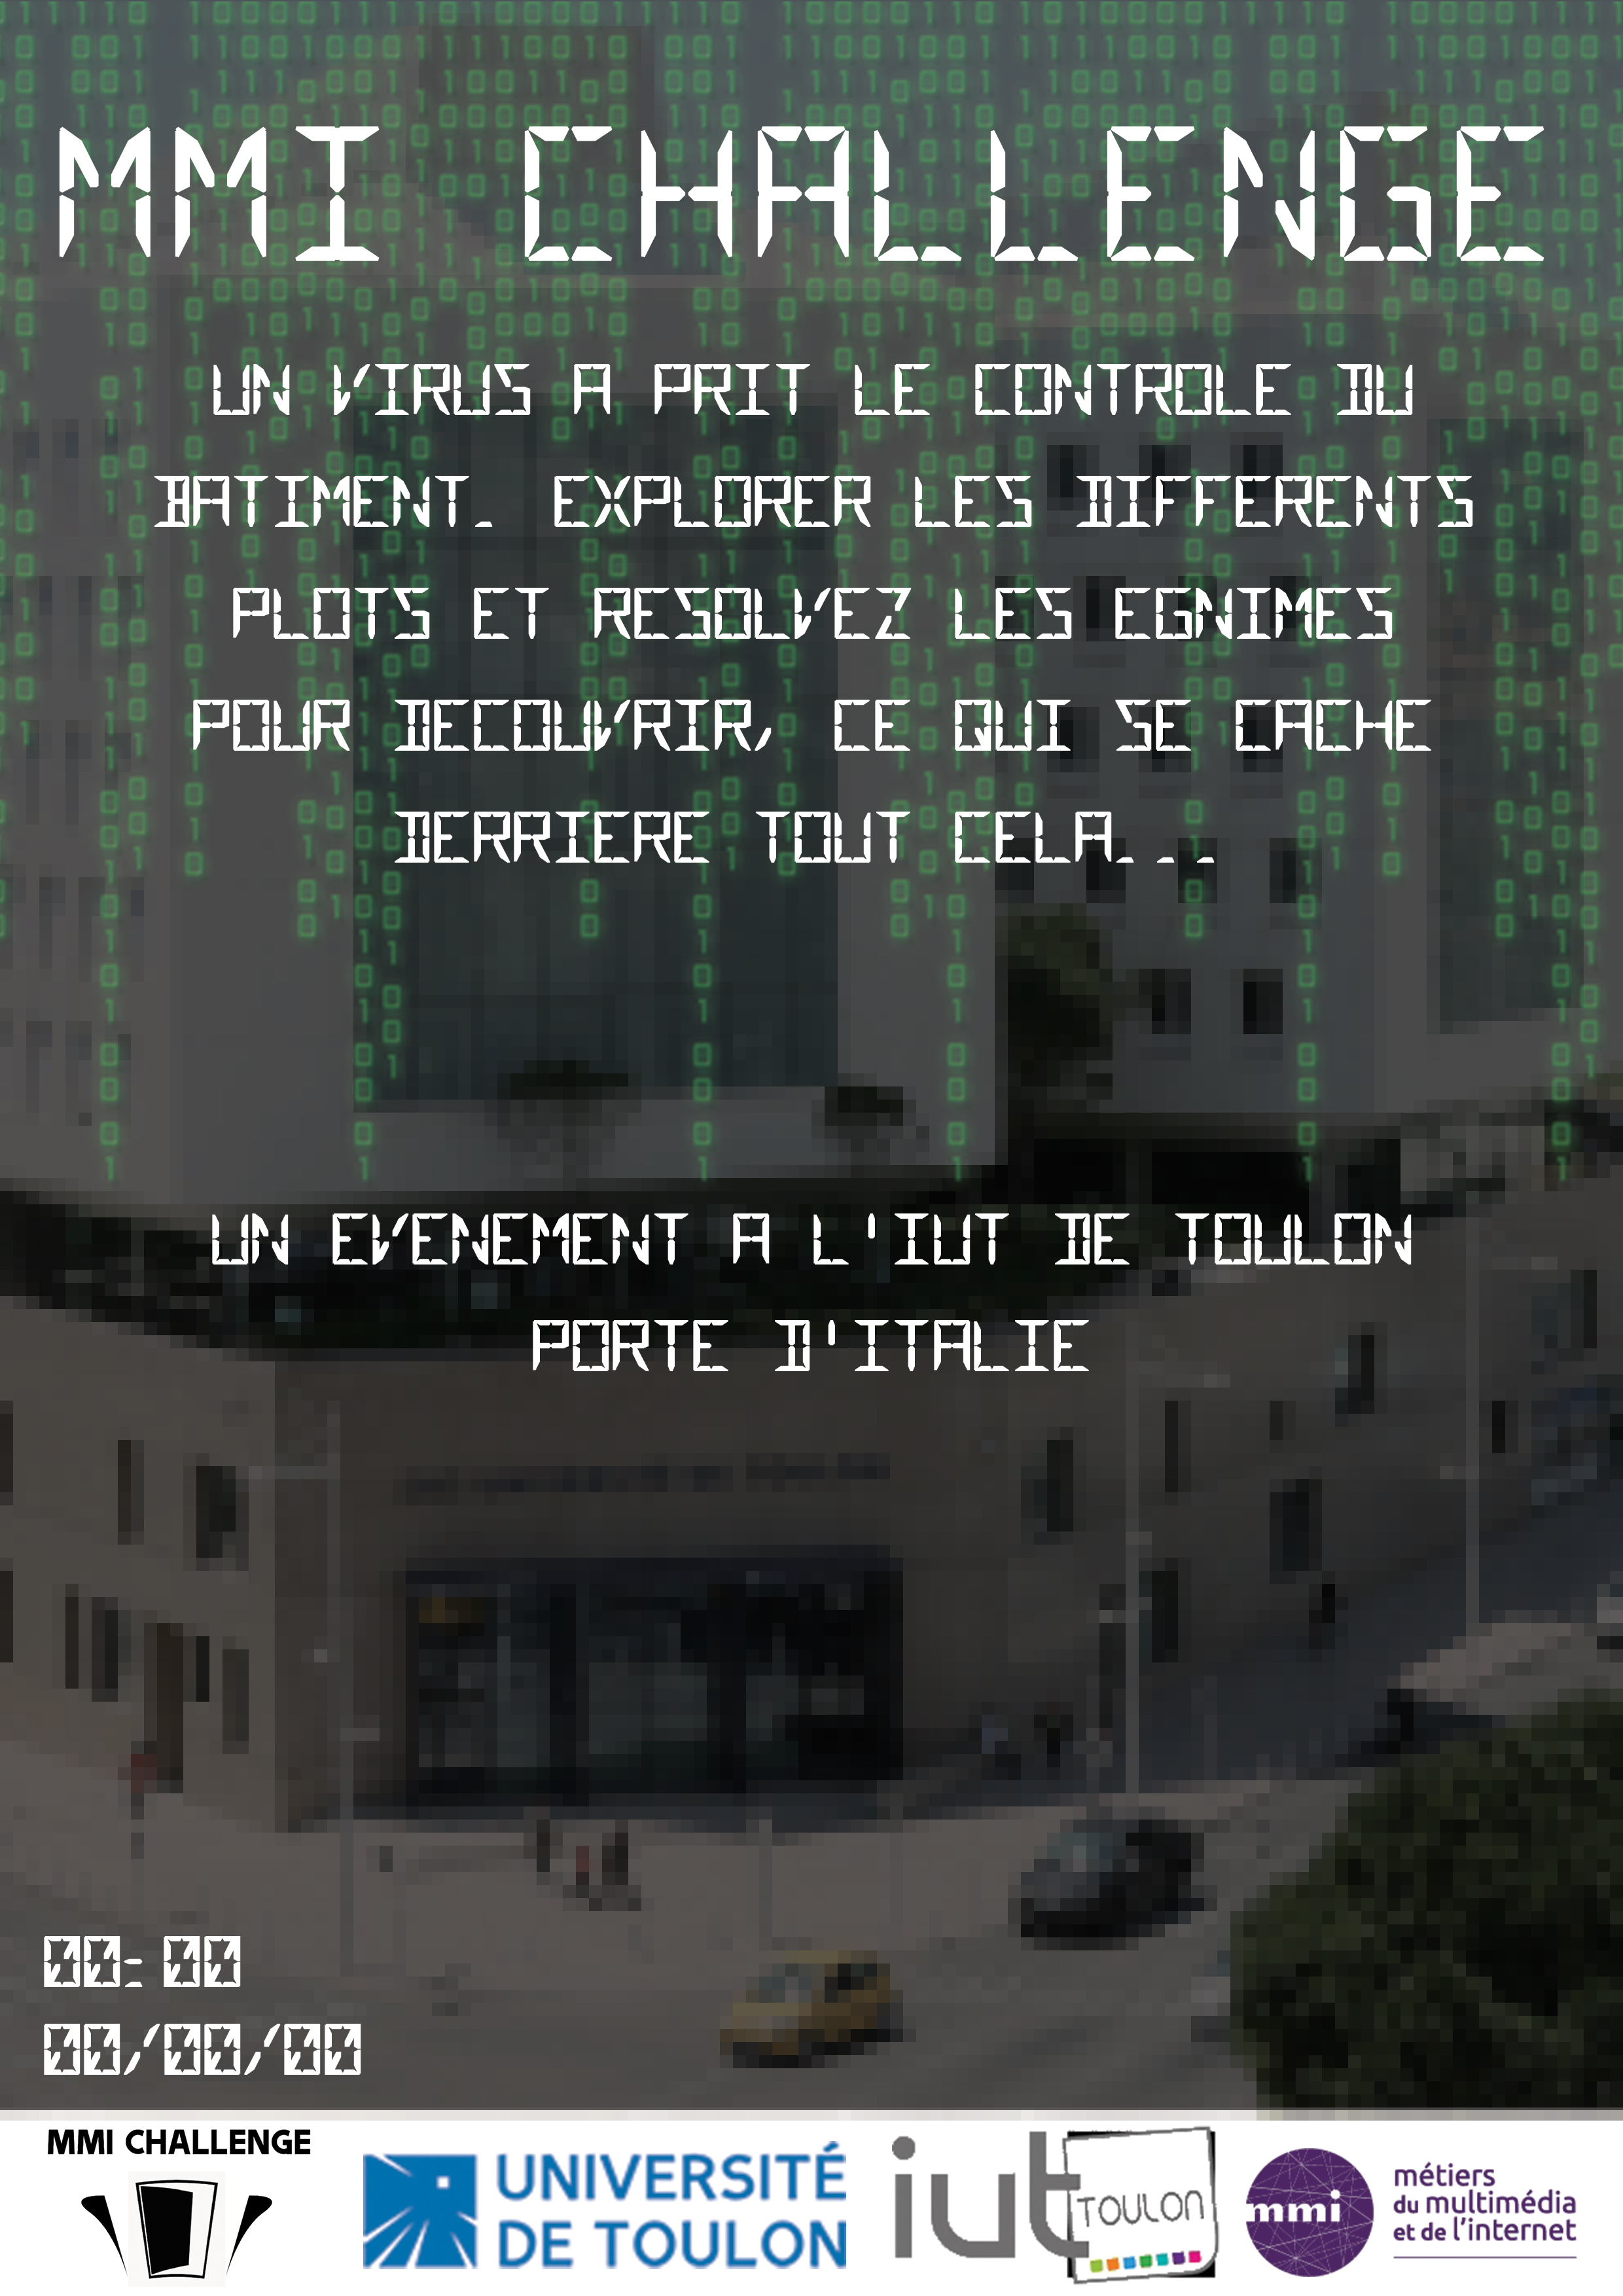 MMI CHALLENGE
UN VIRUS A PRIT LE CONTROLE DU
BATIMENT. EXPLORER LES DIFFERENTS
PLOTS ET RESOLVEZ LES EGNIMES
POUR DECOUVRIR, CE QUI SE CACHE
DERRIERE TOUT CELA...
UN EVENEMENT A L'IUT DE TOULON
PORTE D'ITALIE
00:00
00/00/00
MMI CHALLENGE
UNIVERSITÉ
DE TOULON
iut
TOULON
mmi
métiers
du multimédia
et de l'internet